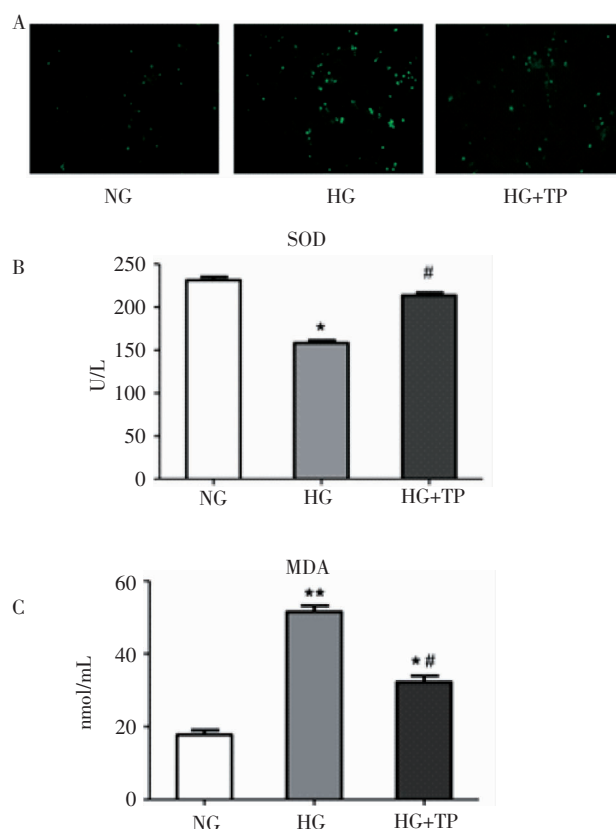 A
NG HG HG+TP
SOD
B
250
200
150
100
50
0
U/L
*
#
NG HG HG+TP
MDA
C
60
40
20
0
nmol/mL
**
*#
NG HG HG+TP